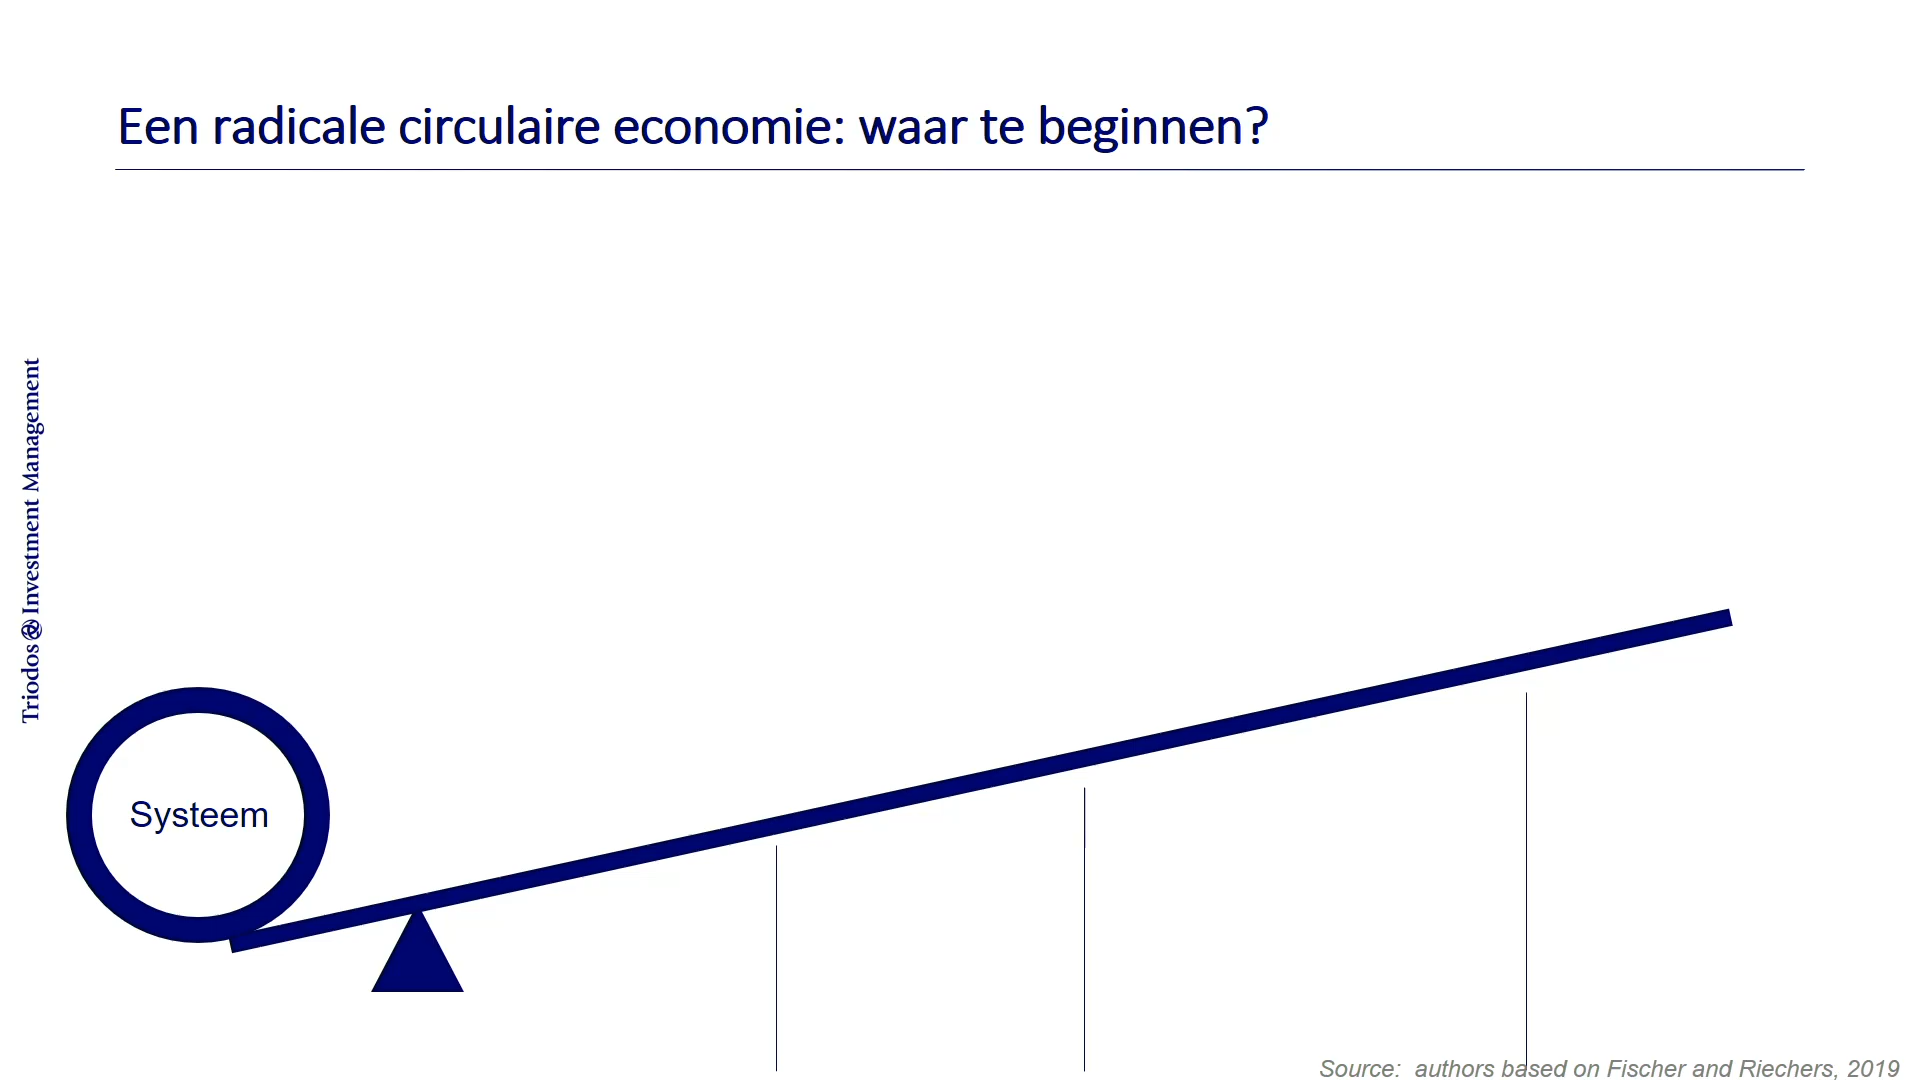 Een radicale circulaire economie: waar te beginnen?
Triodos Investment Management
Systeem
Source: authors based on Fischer and Riechers, 2019